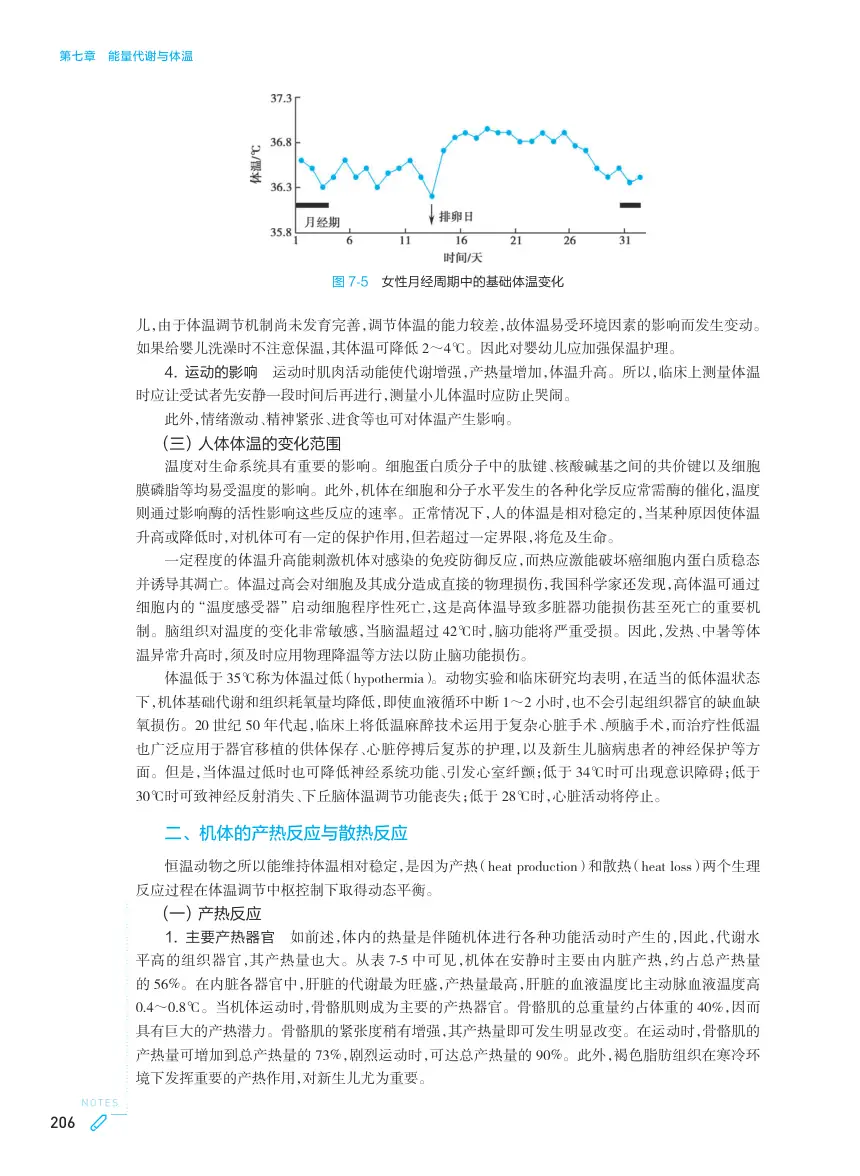 第七章　能量代谢与体温
37.3
36.8
36.3
35.8
体温/℃
月经期
排卵日
1 6 11 16 21 26 31
时间/天
图 7-5　女性月经周期中的基础体温变化
儿,由于体温调节机制尚未发育完善,调节体温的能力较差,故体温易受环境因素的影响而发生变动。
如果给婴儿洗澡时不注意保温,其体温可降低 2～4℃。因此对婴幼儿应加强保温护理。
4. 运动的影响　运动时肌肉活动能使代谢增强,产热量增加,体温升高。所以,临床上测量体温
时应让受试者先安静一段时间后再进行,测量小儿体温时应防止哭闹。
此外,情绪激动、精神紧张、进食等也可对体温产生影响。
（三）人体体温的变化范围
温度对生命系统具有重要的影响。细胞蛋白质分子中的肽键、核酸碱基之间的共价键以及细胞
膜磷脂等均易受温度的影响。此外,机体在细胞和分子水平发生的各种化学反应常需酶的催化,温度
则通过影响酶的活性影响这些反应的速率。正常情况下,人的体温是相对稳定的,当某种原因使体温
升高或降低时,对机体可有一定的保护作用,但若超过一定界限,将危及生命。
一定程度的体温升高能刺激机体对感染的免疫防御反应,而热应激能破坏癌细胞内蛋白质稳态
并诱导其凋亡。体温过高会对细胞及其成分造成直接的物理损伤,我国科学家还发现,高体温可通过
细胞内的“温度感受器”启动细胞程序性死亡,这是高体温导致多脏器功能损伤甚至死亡的重要机
制。脑组织对温度的变化非常敏感,当脑温超过 42℃时,脑功能将严重受损。因此,发热、中暑等体
温异常升高时,须及时应用物理降温等方法以防止脑功能损伤。
体温低于 35℃称为体温过低（hypothermia）。动物实验和临床研究均表明,在适当的低体温状态
下,机体基础代谢和组织耗氧量均降低,即使血液循环中断 1～2 小时,也不会引起组织器官的缺血缺
氧损伤。20 世纪 50 年代起,临床上将低温麻醉技术运用于复杂心脏手术、颅脑手术,而治疗性低温
也广泛应用于器官移植的供体保存、心脏停搏后复苏的护理,以及新生儿脑病患者的神经保护等方
面。但是,当体温过低时也可降低神经系统功能、引发心室纤颤;低于 34℃时可出现意识障碍;低于
30℃时可致神经反射消失、下丘脑体温调节功能丧失;低于 28℃时,心脏活动将停止。
二、机体的产热反应与散热反应
恒温动物之所以能维持体温相对稳定,是因为产热（heat production）和散热（heat loss）两个生理
反应过程在体温调节中枢控制下取得动态平衡。
（一）产热反应
1. 主要产热器官　如前述,体内的热量是伴随机体进行各种功能活动时产生的,因此,代谢水
平高的组织器官,其产热量也大。从表 7-5 中可见,机体在安静时主要由内脏产热,约占总产热量
的 56%。在内脏各器官中,肝脏的代谢最为旺盛,产热量最高,肝脏的血液温度比主动脉血液温度高
0.4～0.8℃。当机体运动时,骨骼肌则成为主要的产热器官。骨骼肌的总重量约占体重的 40%,因而
具有巨大的产热潜力。骨骼肌的紧张度稍有增强,其产热量即可发生明显改变。在运动时,骨骼肌的
产热量可增加到总产热量的 73%,剧烈运动时,可达总产热量的 90%。此外,褐色脂肪组织在寒冷环
境下发挥重要的产热作用,对新生儿尤为重要。
NOTES
206